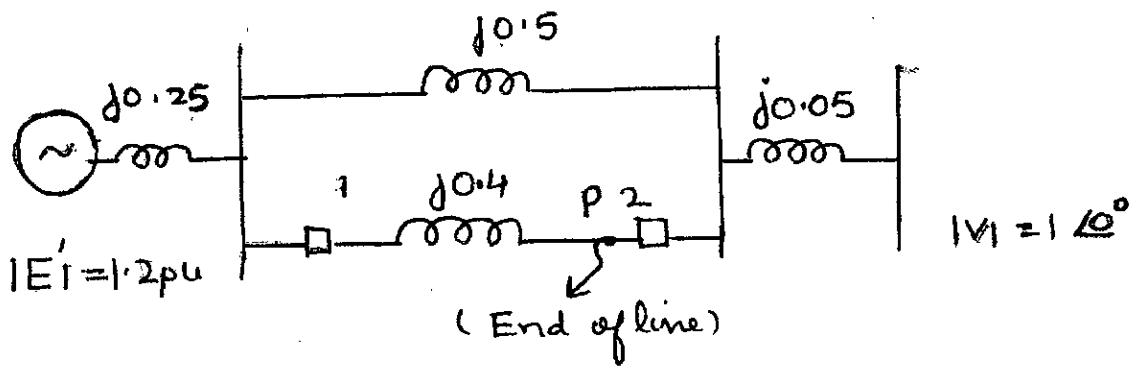 j0.5
j0.25
j0.05
~
1
j0.4
P 2
|E'| = 1.2pu
|V| = 1 ∠0°
( End of line)